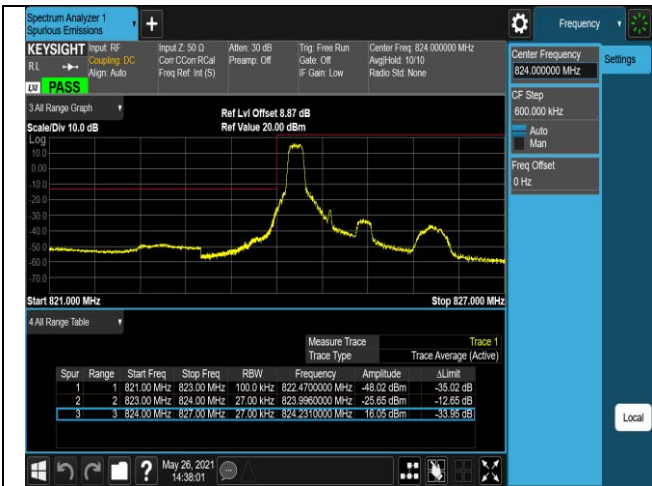 Spectrum Analyzer 1
Spurious Emissions
Frequency
KEYSIGHT Input: RF Input Z: 50 Ω Atten: 30 dB Trig: Free Run Center Freq: 824.000000 MHz
RL Coupling: DC Corr CCorr RCal Preamp: Off Gate: Off Avg|Hold: 10/10
Align: Auto Freq Ref: Int (S) IF Gain: Low Radio Std: None
LXI PASS
Center Frequency
824.000000 MHz
Settings
CF Step
600.000 kHz
Auto
Man
Freq Offset
0 Hz
3 All Range Graph
Ref Lvl Offset 8.87 dB
Scale/Div 10.0 dB Ref Value 20.00 dBm
Log
10.0
0.00
-10.0
-20.0
-30.0
-40.0
-50.0
-60.0
-70.0
Start 821.000 MHz Stop 827.000 MHz
4 All Range Table
Measure Trace Trace 1
Trace Type Trace Average (Active)
Spur Range Start Freq Stop Freq RBW Frequency Amplitude ΔLimit
1 1 821.00 MHz 823.00 MHz 100.0 kHz 822.4700000 MHz -48.02 dBm -35.02 dB
2 2 823.00 MHz 824.00 MHz 27.00 kHz 823.9960000 MHz -25.65 dBm -12.65 dB
3 3 824.00 MHz 827.00 MHz 27.00 kHz 824.2310000 MHz 16.05 dBm -33.95 dB
Local
May 26, 2021
14:38:01